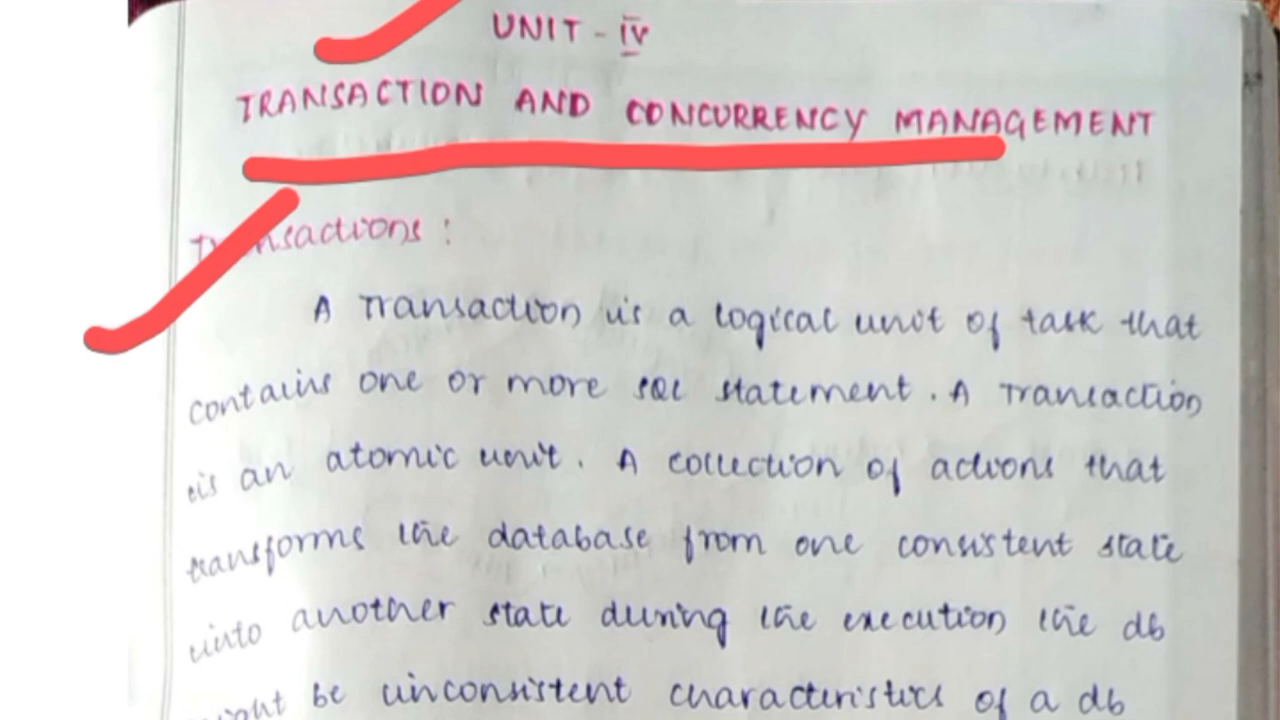 UNIT - IV
TRANSACTION AND CONCURRENCY MANAGEMENT
Transactions :
A Transaction is a logical unit of task that
contains one or more SQL statement. A Transaction
is an atomic unit. A collection of actions that
transforms the database from one consistent state
into another state during the execution the db
might be inconsistent characteristics of a db